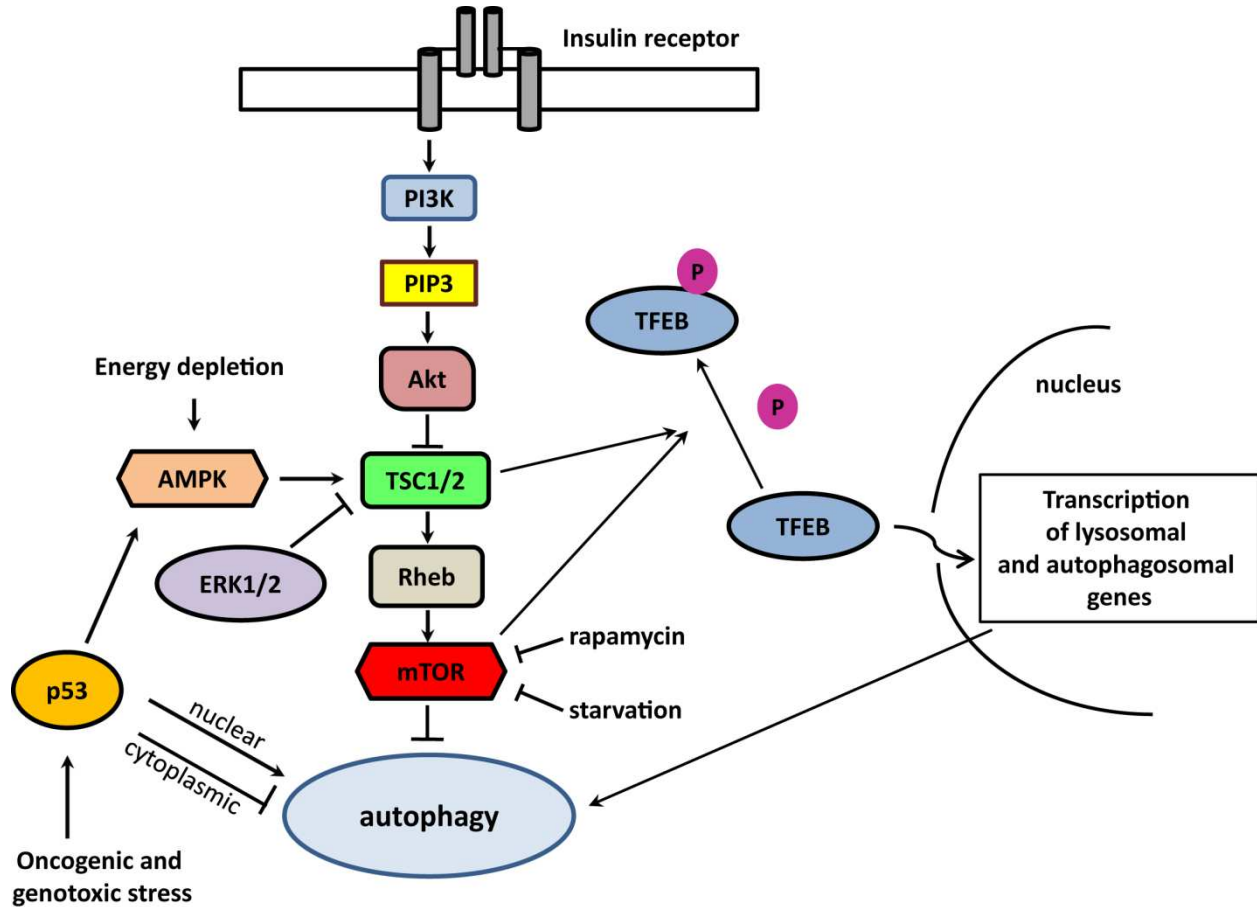 Insulin receptor
PI3K
PIP3
Akt
TSC1/2
Rheb
mTOR
autophagy
Energy depletion
AMPK
ERK1/2
p53
nuclear
cytoplasmic
Oncogenic and
genotoxic stress
rapamycin
starvation
P
TFEB
P
TFEB
nucleus
Transcription
of lysosomal
and autophagosomal
genes